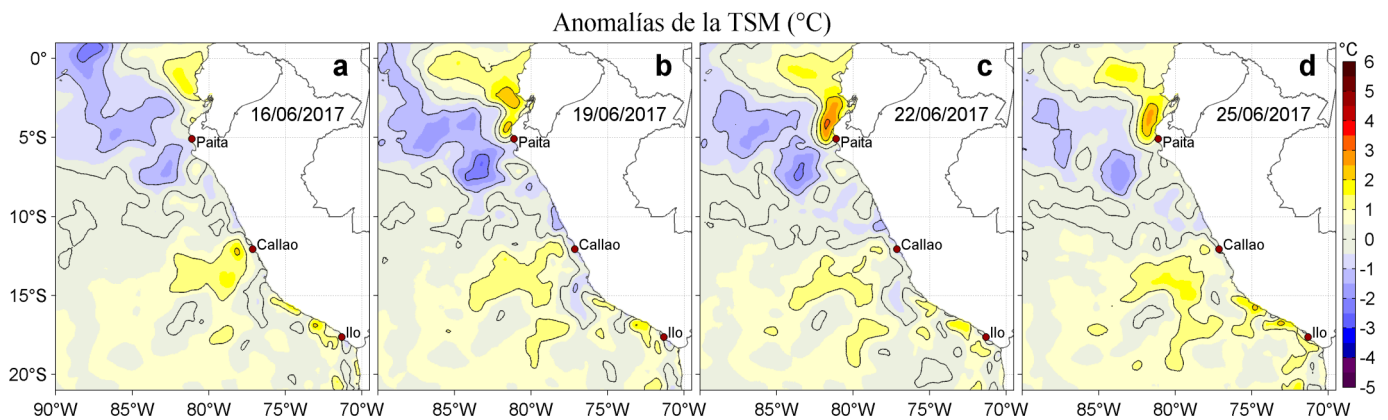 Anomalías de la TSM (°C)
a
16/06/2017
Paita
Callao
Ilo
b
19/06/2017
Paita
Callao
Ilo
c
22/06/2017
Paita
Callao
Ilo
d
25/06/2017
Paita
Callao
Ilo
0°
5°S
10°S
15°S
20°S
90°W 85°W 80°W 75°W 70°W
85°W 80°W 75°W 70°W
85°W 80°W 75°W 70°W
85°W 80°W 75°W 70°W
°C
6
5
4
3
2
1
0
-1
-2
-3
-4
-5